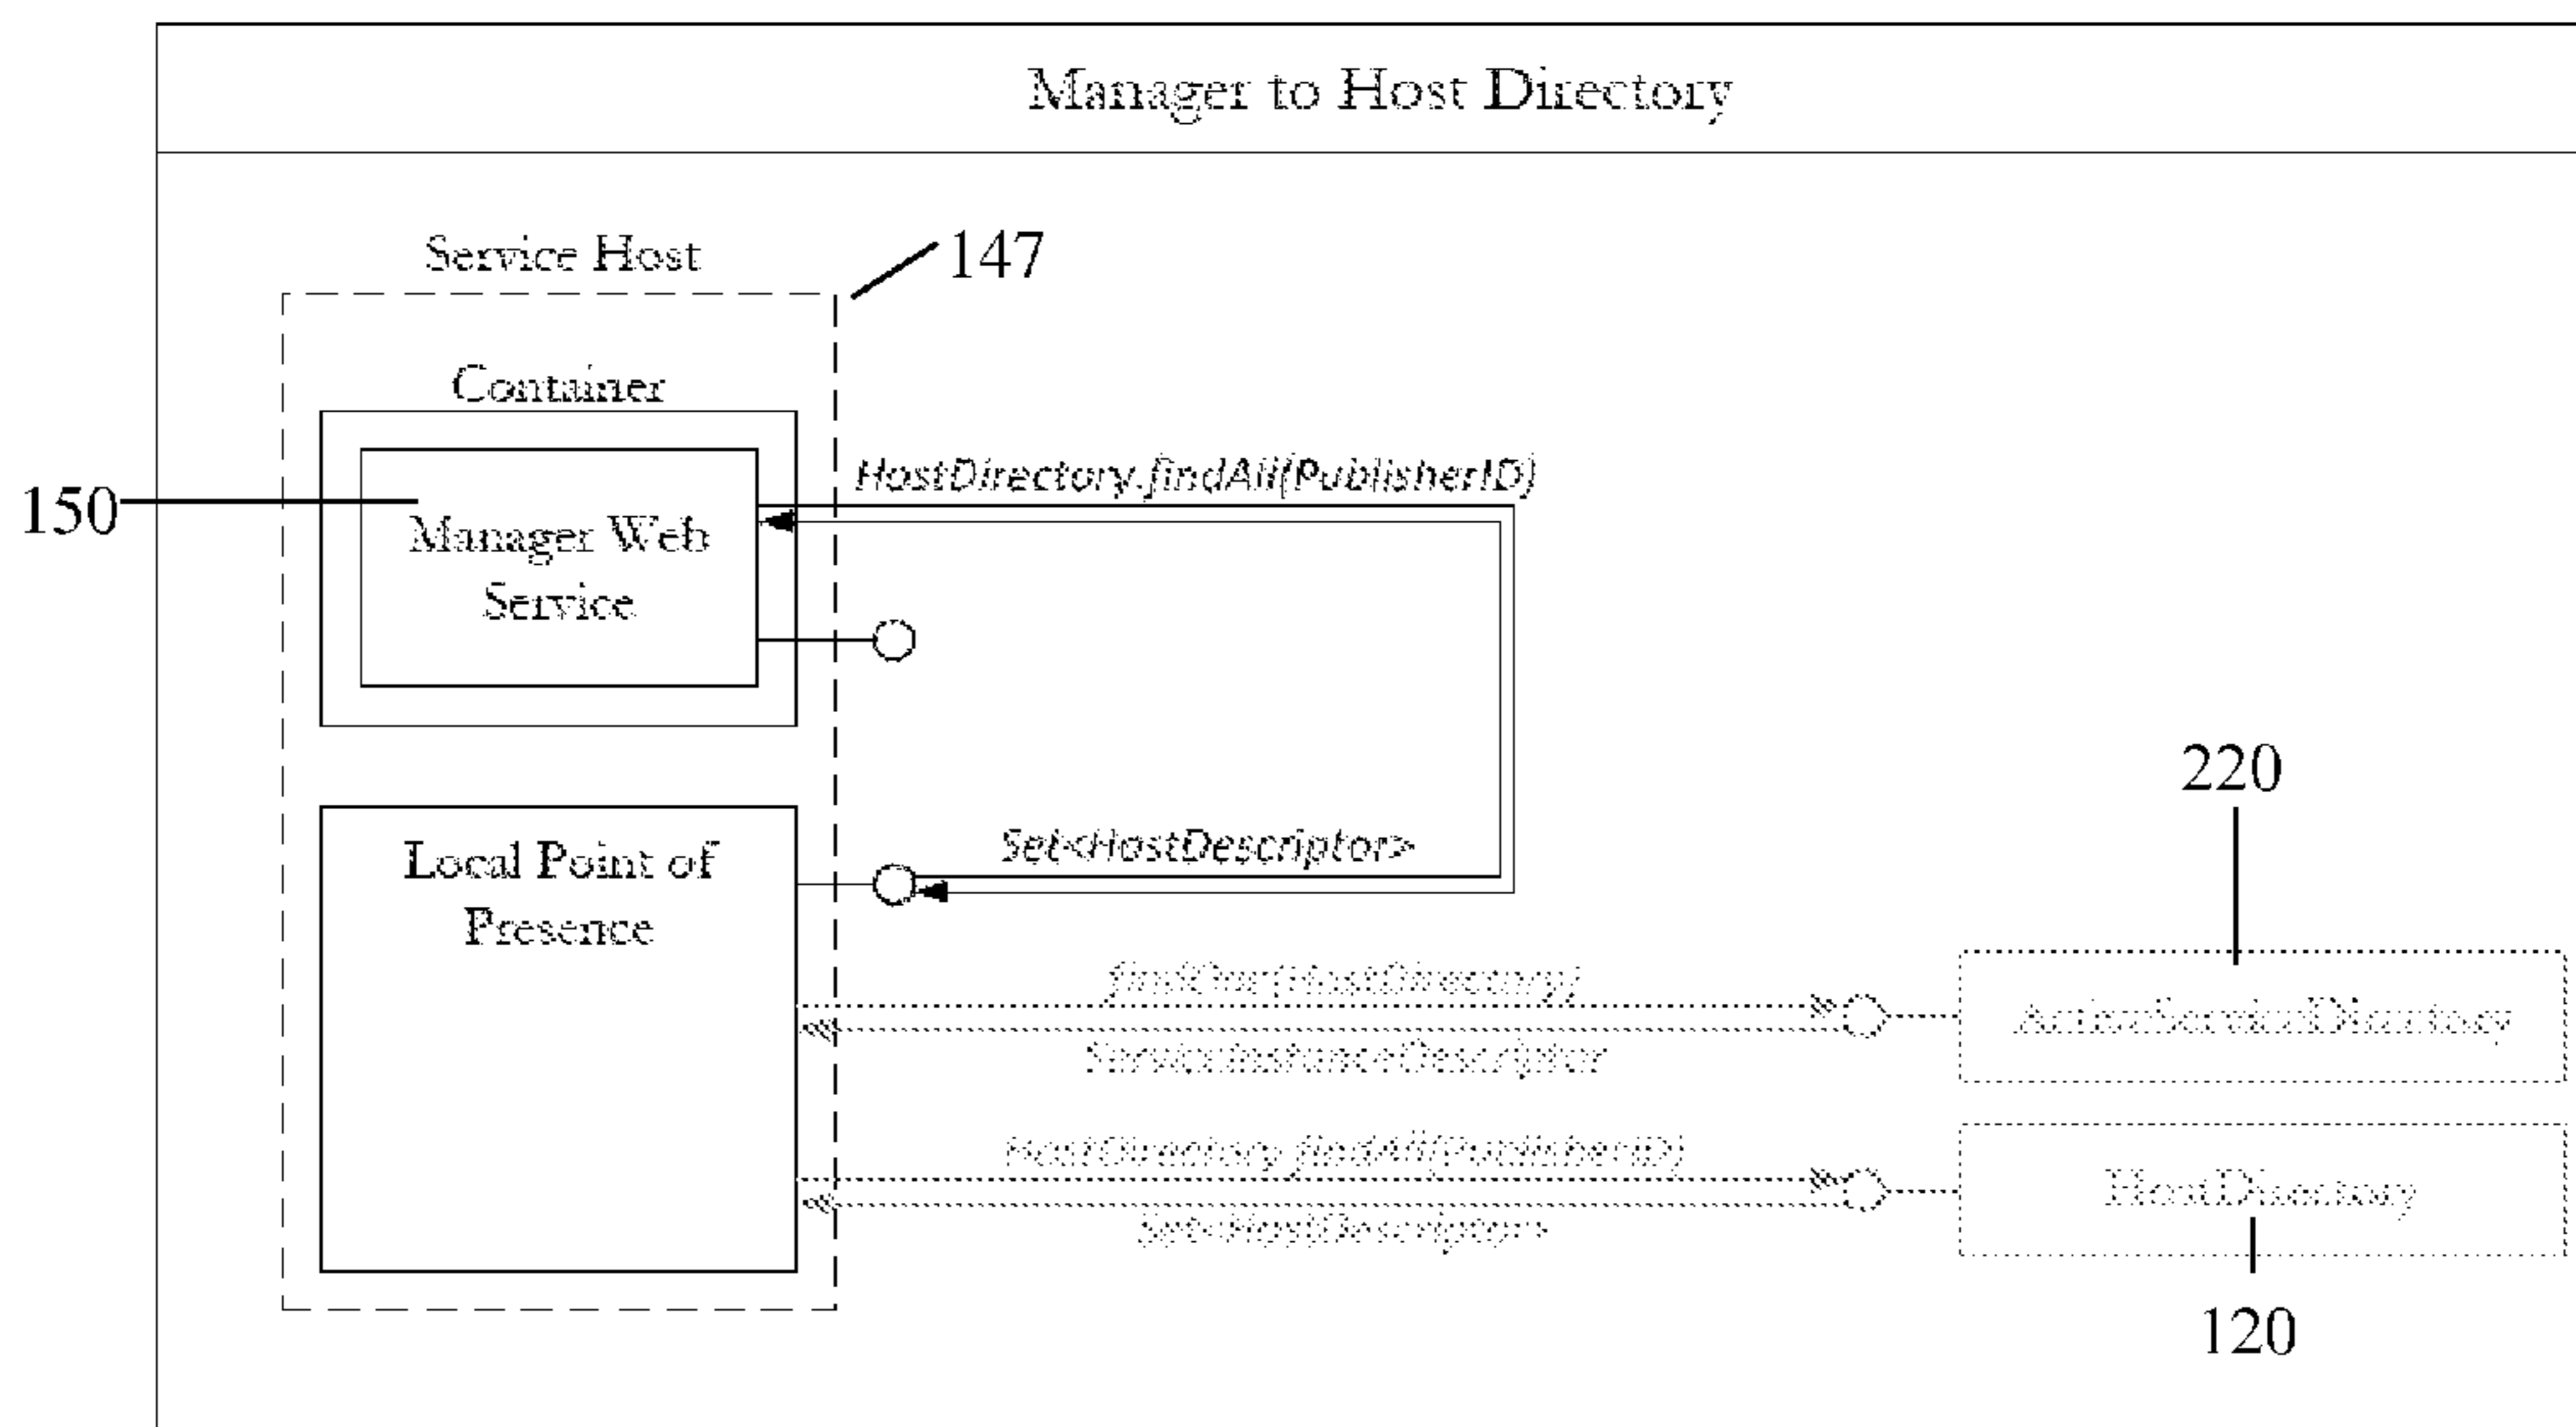 Manager to Host Directory
Service Host
147
Container
150
Manager Web
Service
HostDirectory.findAll(PublisherID)
220
Set<HostDescriptor>
Local Point of
Presence
findOne(HostDirectory)
ServiceInstanceDescriptor
HostDirectory.findAll(PublisherID)
Set<HostDescriptor>
HostDirectory
120